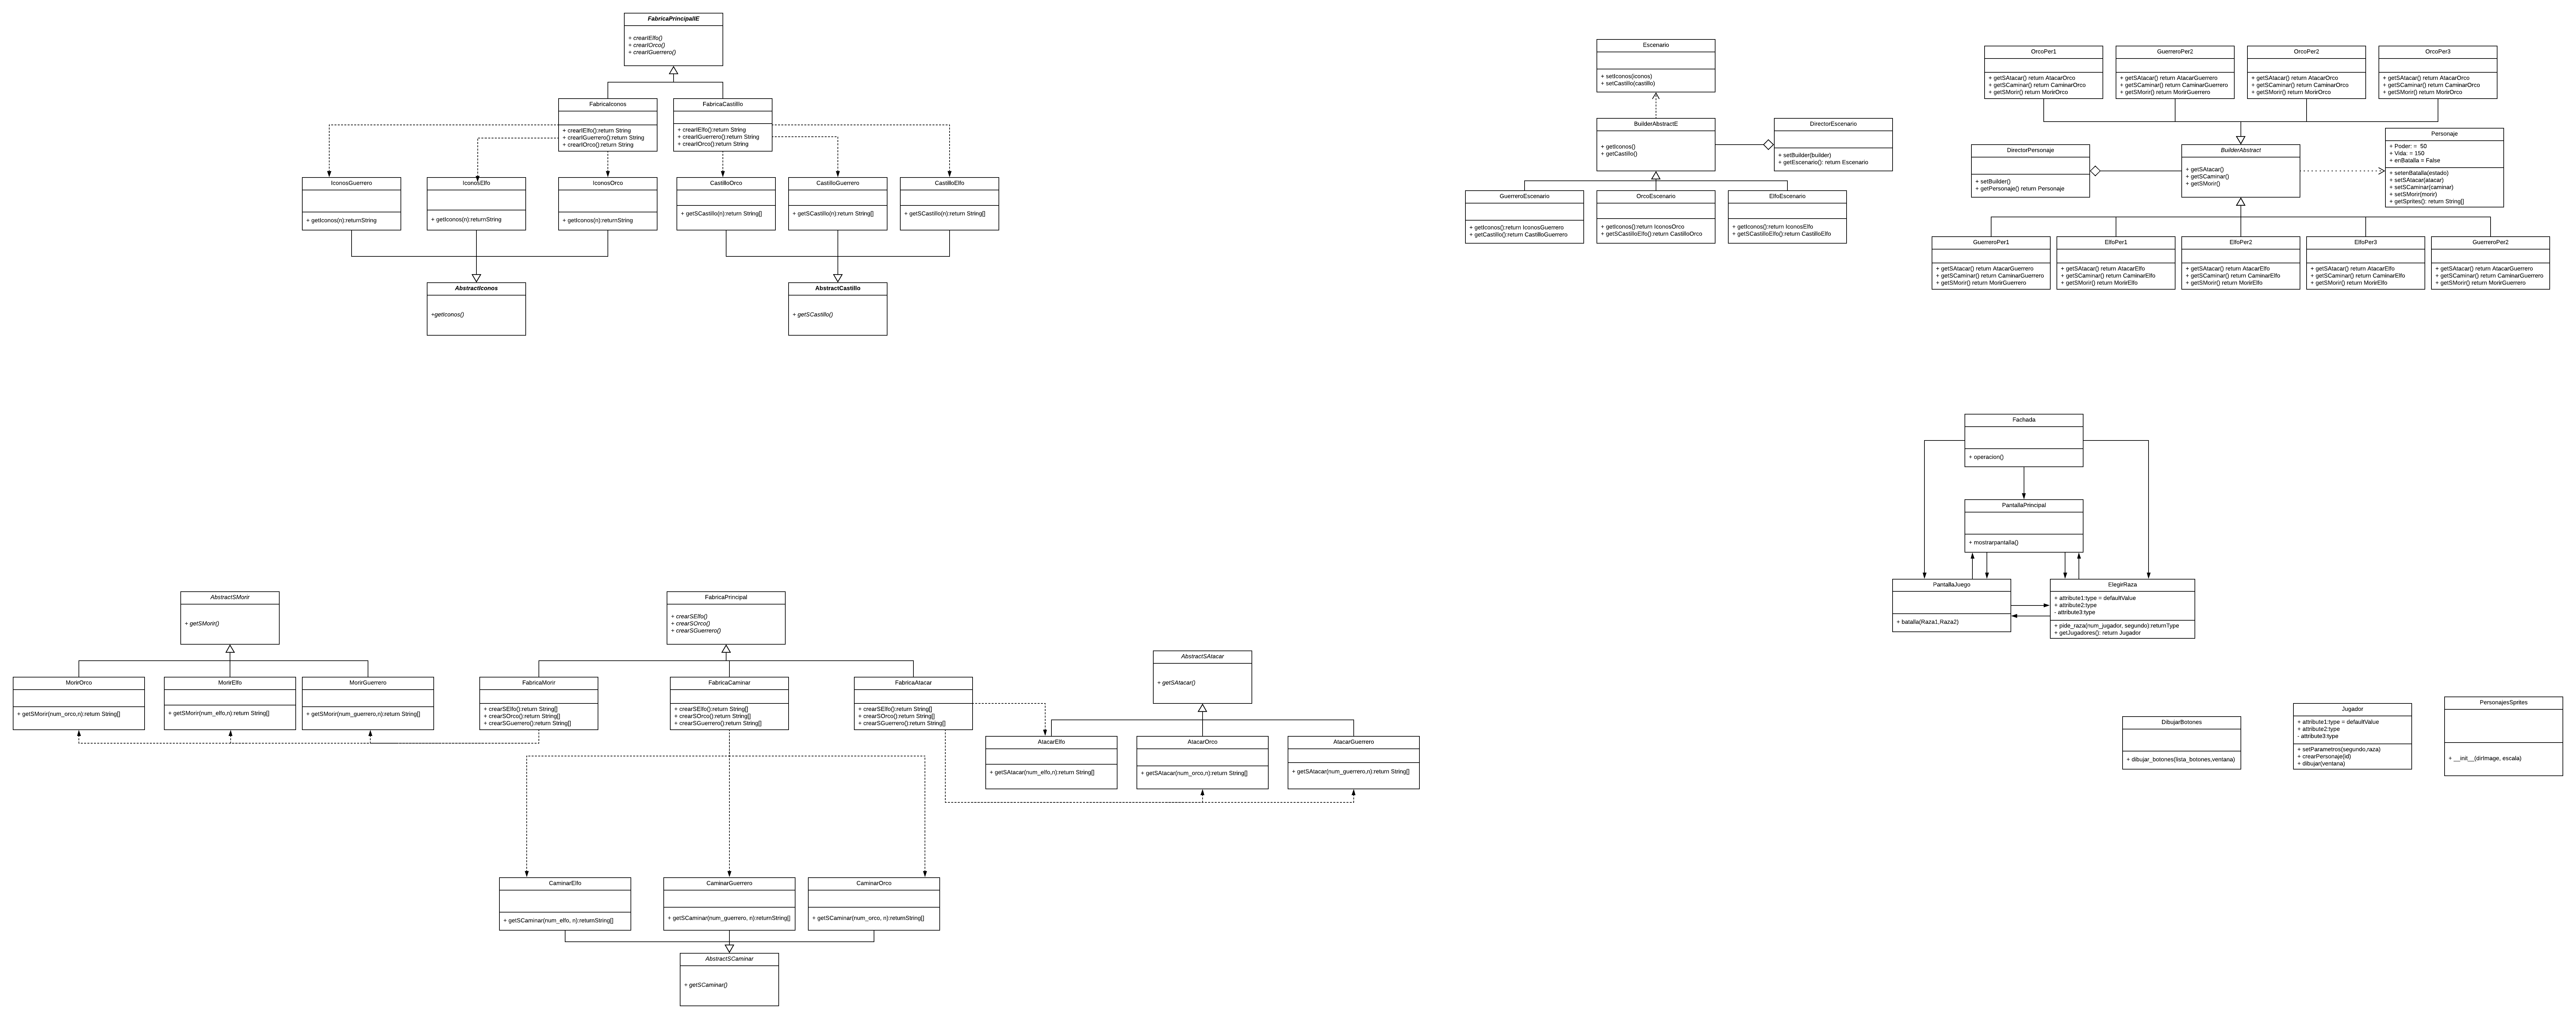 FabricaPrincipalIE
+ crearIElfo()
+ crearIOrco()
+ crearIGuerrero()
FabricaIconos
+ crearIElfo():return String
+ crearIGuerrero():return String
+ crearIOrco():return String
FabricaCastillo
+ crearIElfo():return String
+ crearIGuerrero():return String
+ crearIOrco():return String
IconosGuerrero
+ getIconos(n):returnString
IconosElfo
+ getIconos(n):returnString
IconosOrco
+ getIconos(n):returnString
CastilloOrco
+ getSCastillo(n):return String[]
CastilloGuerrero
+ getSCastillo(n):return String[]
CastilloElfo
+ getSCastillo(n):return String[]
AbstractIconos
+getIconos()
AbstractCastillo
+ getSCastillo()
Escenario
+ setIconos(iconos)
+ setCastillo(castillo)
BuilderAbstractE
+ getIconos()
+ getCastillo()
DirectorEscenario
+ setBuilder(builder)
+ getEscenario(): return Escenario
GuerreroEscenario
+ getIconos():return IconosGuerrero
+ getCastillo():return CastilloGuerrero
OrcoEscenario
+ getIconos():return IconosOrco
+ getSCastilloElfo():return CastilloOrco
ElfoEscenario
+ getIconos():return IconosElfo
+ getSCastilloElfo():return CastilloElfo
OrcoPer1
+ getSAtacar() return AtacarOrco
+ getSCaminar() return CaminarOrco
+ getSMorir() return MorirOrco
GuerreroPer2
+ getSAtacar() return AtacarGuerrero
+ getSCaminar() return CaminarGuerrero
+ getSMorir() return MorirGuerrero
OrcoPer2
+ getSAtacar() return AtacarOrco
+ getSCaminar() return CaminarOrco
+ getSMorir() return MorirOrco
OrcoPer3
+ getSAtacar() return AtacarOrco
+ getSCaminar() return CaminarOrco
+ getSMorir() return MorirOrco
DirectorPersonaje
+ setBuilder()
+ getPersonaje() return Personaje
BuilderAbstract
+ getSAtacar()
+ getSCaminar()
+ getSMorir()
Personaje
+ Poder: = 50
+ Vida: = 150
+ enBatalla = False
+ setenBatalla(estado)
+ setSAtacar(atacar)
+ setSCaminar(caminar)
+ setSMorir(morir)
+ getSprites(): return String[]
GuerreroPer1
+ getSAtacar() return AtacarGuerrero
+ getSCaminar() return CaminarGuerrero
+ getSMorir() return MorirGuerrero
ElfoPer1
+ getSAtacar() return AtacarElfo
+ getSCaminar() return CaminarElfo
+ getSMorir() return MorirElfo
ElfoPer2
+ getSAtacar() return AtacarElfo
+ getSCaminar() return CaminarElfo
+ getSMorir() return MorirElfo
ElfoPer3
+ getSAtacar() return AtacarElfo
+ getSCaminar() return CaminarElfo
+ getSMorir() return MorirElfo
GuerreroPer2
+ getSAtacar() return AtacarGuerrero
+ getSCaminar() return CaminarGuerrero
+ getSMorir() return MorirGuerrero
Fachada
+ operacion()
PantallaPrincipal
+ mostrarpantalla()
PantallaJuego
+ batalla(Raza1,Raza2)
ElegirRaza
+ attribute1:type = defaultValue
+ attribute2:type
- attribute3:type
+ pide_raza(num_jugador, segundo):returnType
+ getJugadores(): return Jugador
DibujarBotones
+ dibujar_botones(lista_botones,ventana)
Jugador
+ attribute1:type = defaultValue
+ attribute2:type
- attribute3:type
+ setParametros(segundo,raza)
+ crearPersonaje(id)
+ dibujar(ventana)
PersonajesSprites
+ __init__(dirImage, escala)
AbstractSMorir
+ getSMorir()
FabricaPrincipal
+ crearSElfo()
+ crearSOrco()
+ crearSGuerrero()
MorirOrco
+ getSMorir(num_orco,n):return String[]
MorirElfo
+ getSMorir(num_elfo,n):return String[]
MorirGuerrero
+ getSMorir(num_guerrero,n):return String[]
FabricaMorir
+ crearSElfo():return String[]
+ crearSOrco():return String[]
+ crearSGuerrero():return String[]
FabricaCaminar
+ crearSElfo():return String[]
+ crearSOrco():return String[]
+ crearSGuerrero():return String[]
FabricaAtacar
+ crearSElfo():return String[]
+ crearSOrco():return String[]
+ crearSGuerrero():return String[]
AbstractSAtacar
+ getSAtacar()
AtacarElfo
+ getSAtacar(num_elfo,n):return String[]
AtacarOrco
+ getSAtacar(num_orco,n):return String[]
AtacarGuerrero
+ getSAtacar(num_guerrero,n):return String[]
CaminarElfo
+ getSCaminar(num_elfo, n):returnString[]
CaminarGuerrero
+ getSCaminar(num_guerrero, n):returnString[]
CaminarOrco
+ getSCaminar(num_orco, n):returnString[]
AbstractSCaminar
+ getSCaminar()